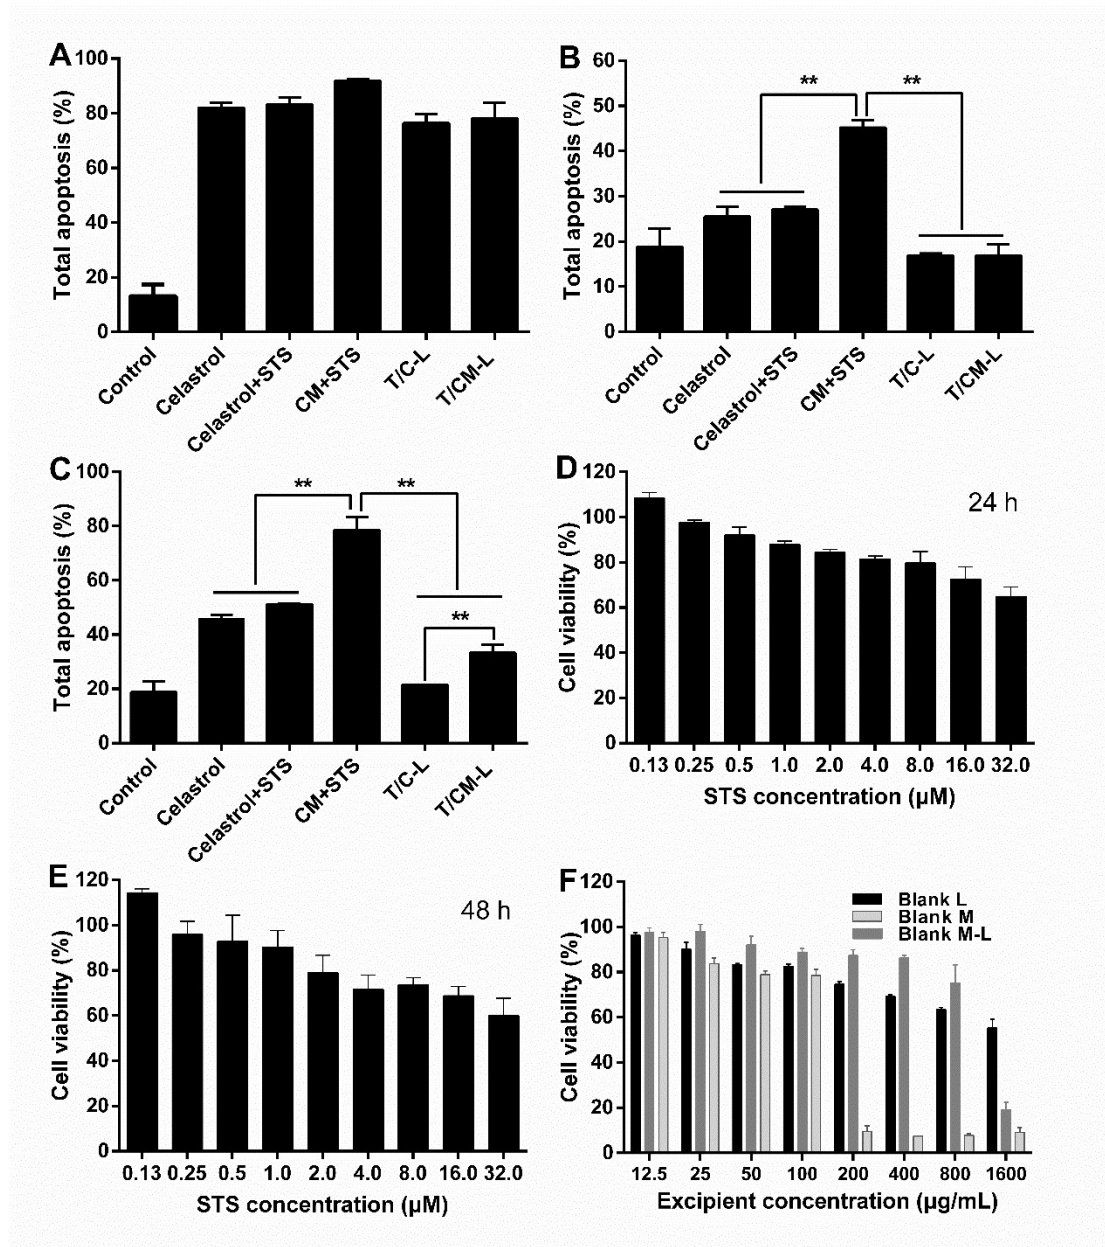 A
Total apoptosis (%)
100
80
60
40
20
0
Control
Celastrol
Celastrol+STS
CM+STS
T/C-L
T/CM-L
B
Total apoptosis (%)
60
50
40
30
20
10
0
**
**
Control
Celastrol
Celastrol+STS
CM+STS
T/C-L
T/CM-L
C
Total apoptosis (%)
100
80
60
40
20
0
**
**
**
Control
Celastrol
Celastrol+STS
CM+STS
T/C-L
T/CM-L
D
Cell viability (%)
120
100
80
60
40
20
0
24 h
0.13 0.25 0.5 1.0 2.0 4.0 8.0 16.0 32.0
STS concentration (μM)
E
Cell viability (%)
120
100
80
60
40
20
0
48 h
0.13 0.25 0.5 1.0 2.0 4.0 8.0 16.0 32.0
STS concentration (μM)
F
Cell viability (%)
120
100
80
60
40
20
0
Blank L
Blank M
Blank M-L
12.5 25 50 100 200 400 800 1600
Excipient concentration (μg/mL)